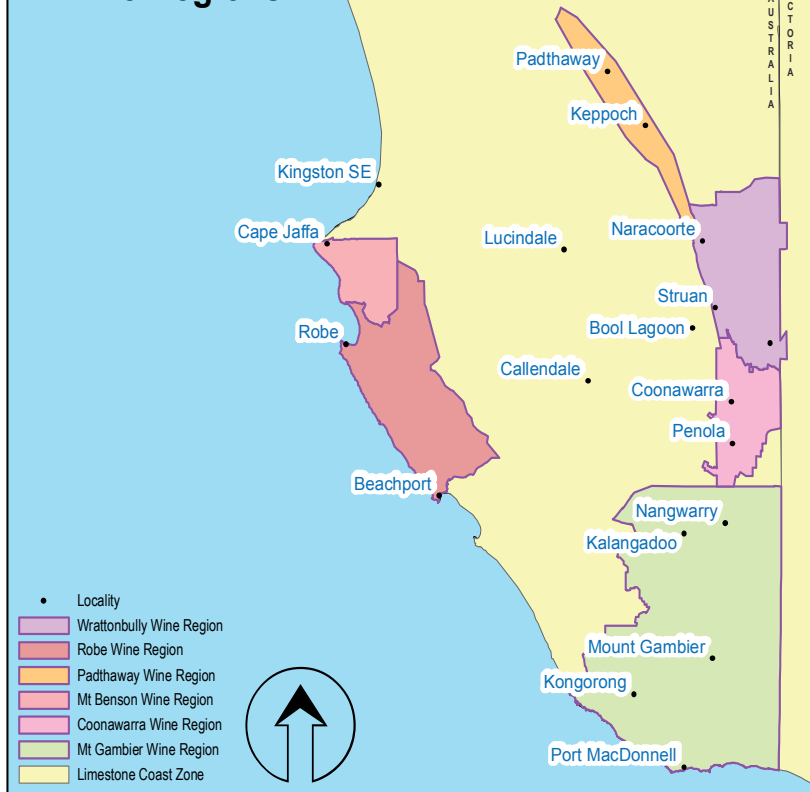 AUSTRALIA
CTORIA
Padthaway
Keppoch
Kingston SE
Cape Jaffa
Lucindale
Naracoorte
Struan
Robe
Bool Lagoon
Callendale
Coonawarra
Penola
Beachport
Nangwarry
Kalangadoo
Mount Gambier
Kongorong
Port MacDonnell
Locality
Wrattonbully Wine Region
Robe Wine Region
Padthaway Wine Region
Mt Benson Wine Region
Coonawarra Wine Region
Mt Gambier Wine Region
Limestone Coast Zone